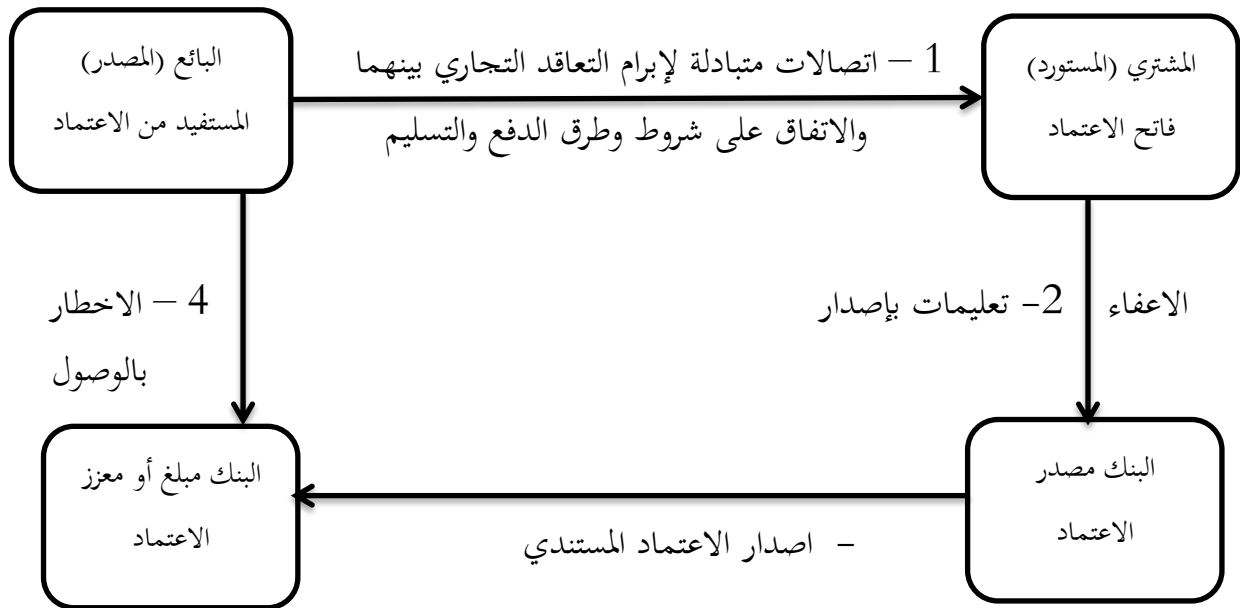 المشتري (المستورد)
فاتح الاعتماد
1 – اتصالات متبادلة لإبرام التعاقد التجاري بينهما
والاتفاق على شروط وطرق الدفع والتسليم
البائع (المصدر)
المستفيد من الاعتماد
الاعفاء
2- تعليمات بإصدار
4 – الاخطار
بالوصول
البنك مصدر
الاعتماد
- اصدار الاعتماد المستندي
البنك مبلغ أو معزز
الاعتماد